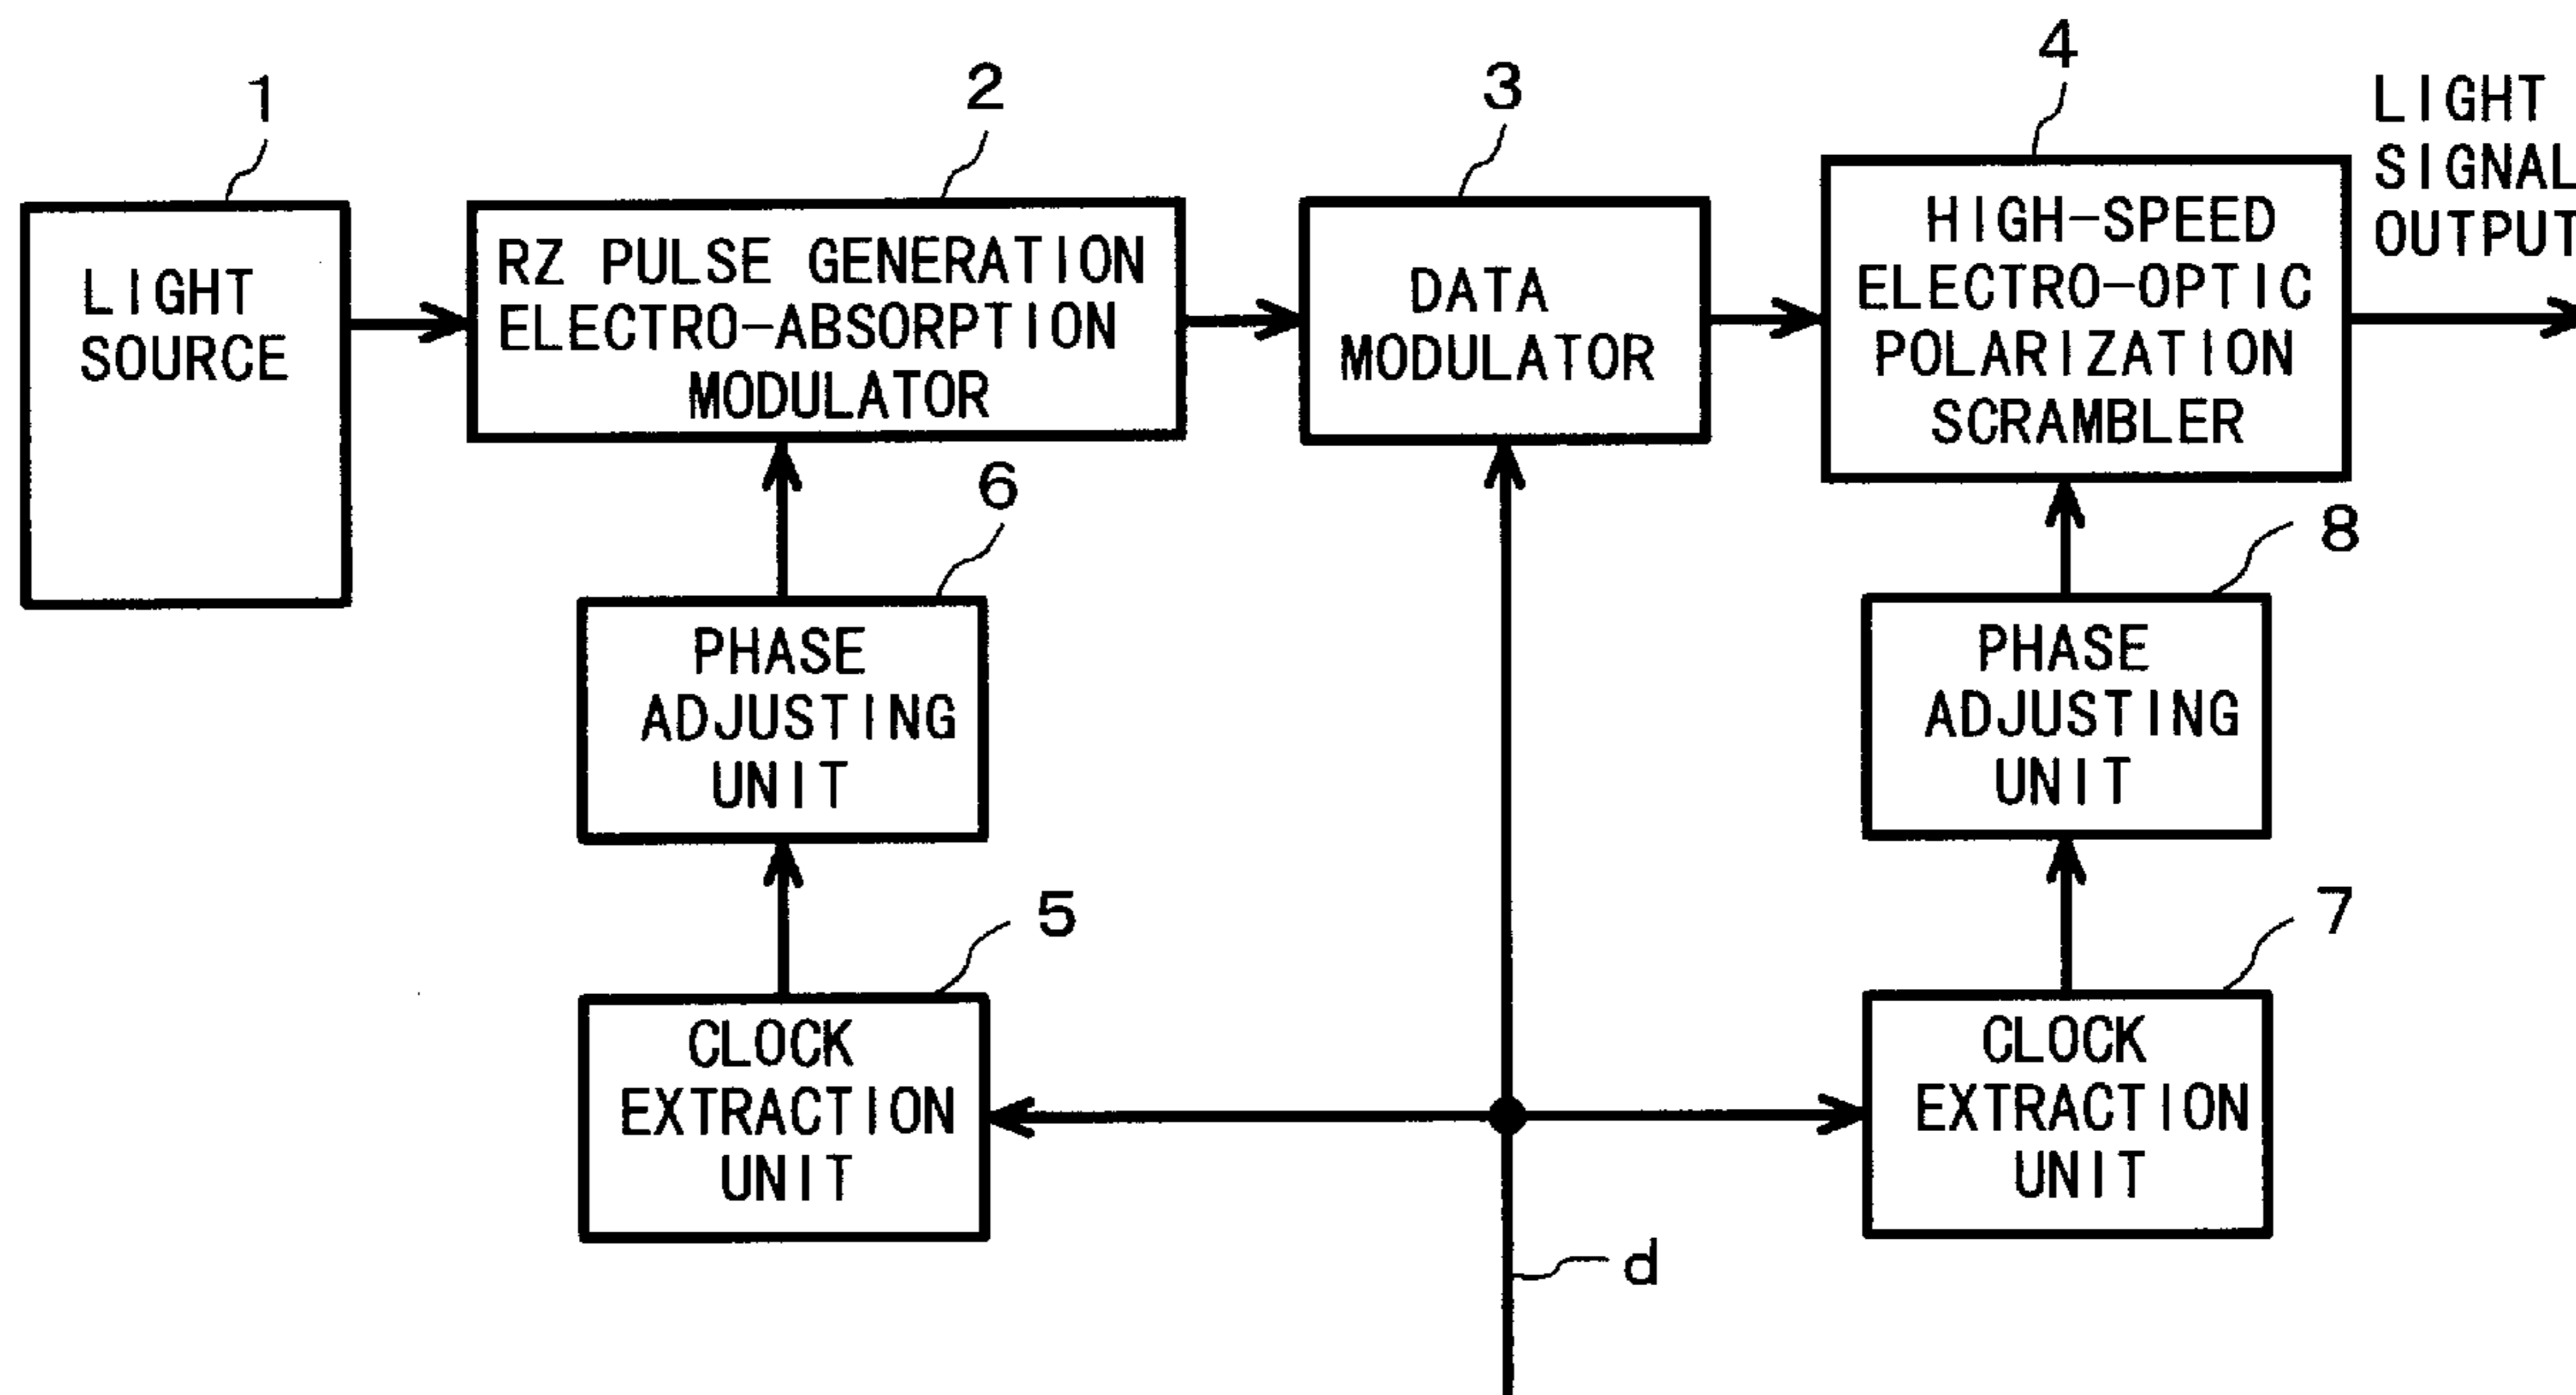 1
LIGHT
SOURCE
2
RZ PULSE GENERATION
ELECTRO-ABSORPTION
MODULATOR
3
DATA
MODULATOR
4
HIGH-SPEED
ELECTRO-OPTIC
POLARIZATION
SCRAMBLER
LIGHT
SIGNAL
OUTPUT
6
PHASE
ADJUSTING
UNIT
8
PHASE
ADJUSTING
UNIT
5
CLOCK
EXTRACTION
UNIT
7
CLOCK
EXTRACTION
UNIT
d